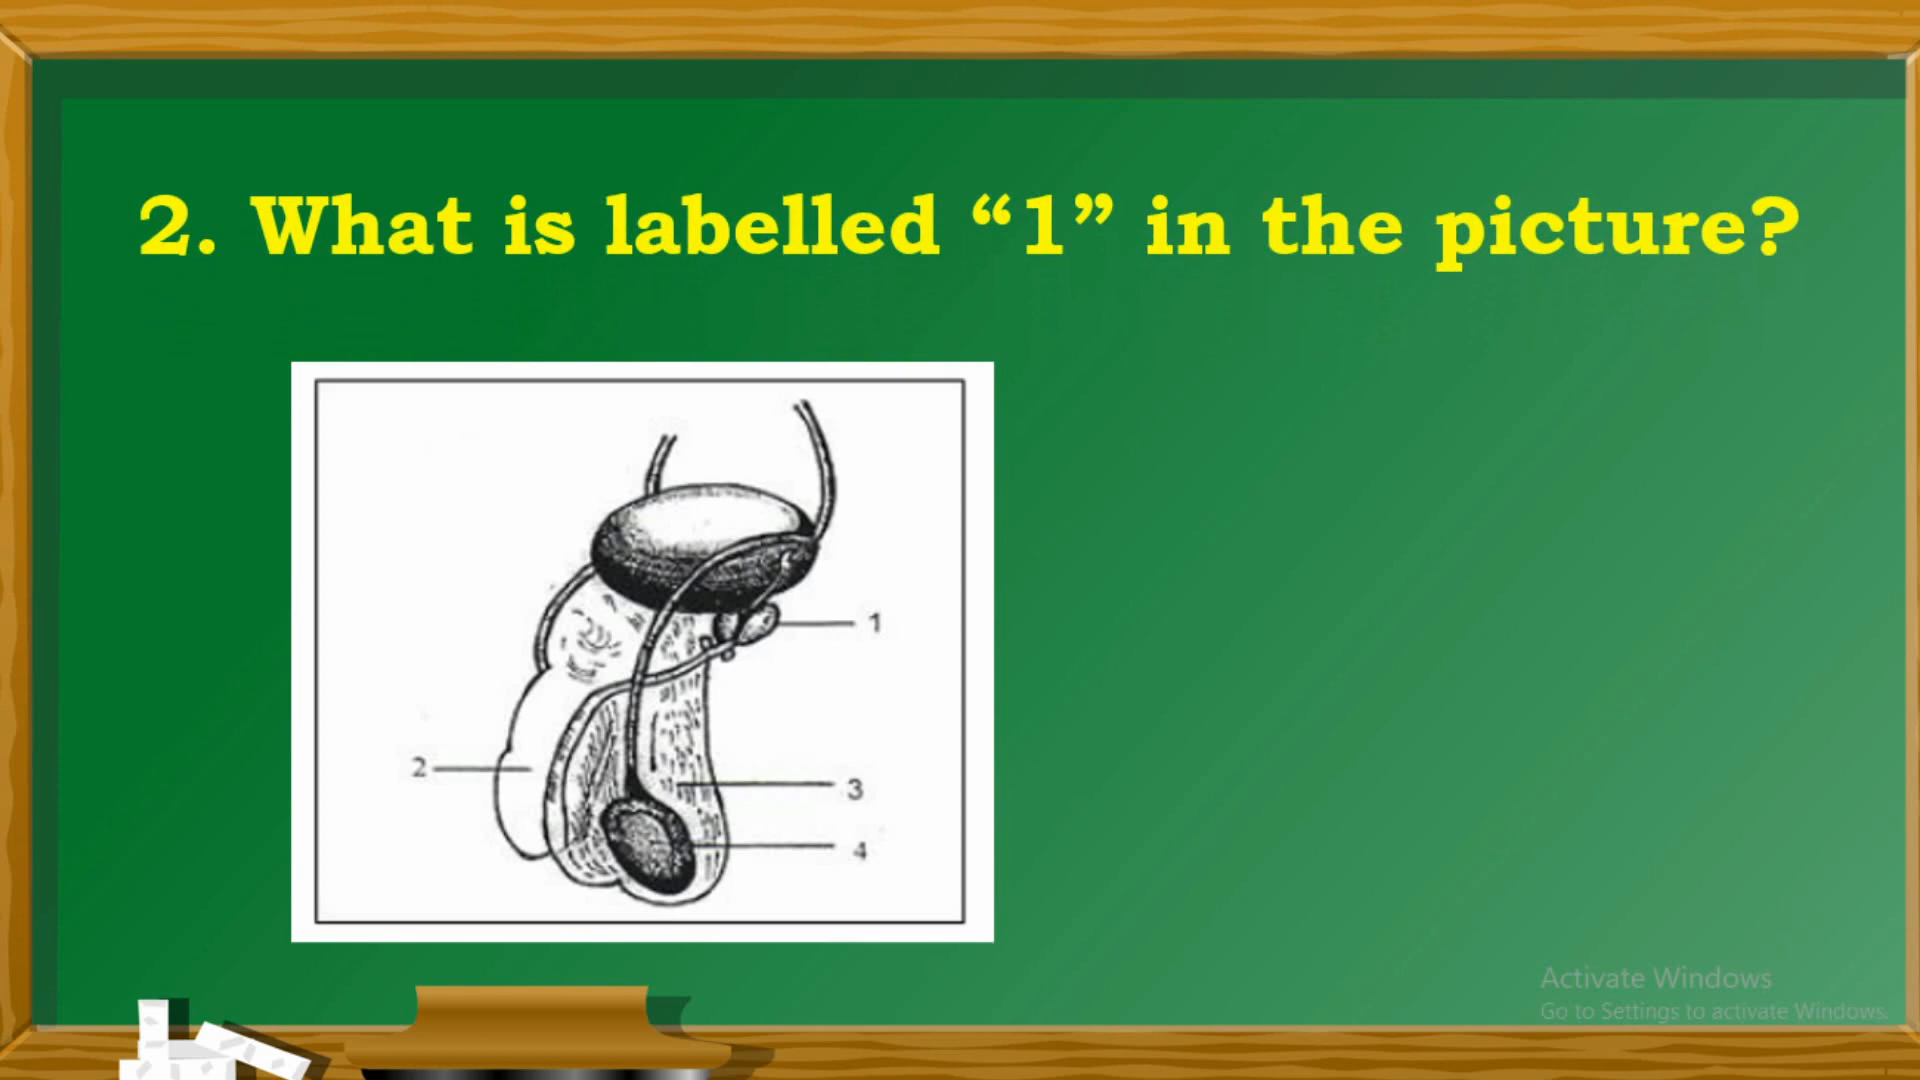 2. What is labelled “1” in the picture?
1
2
3
4
Activate Windows
Go to Settings to activate Windows.